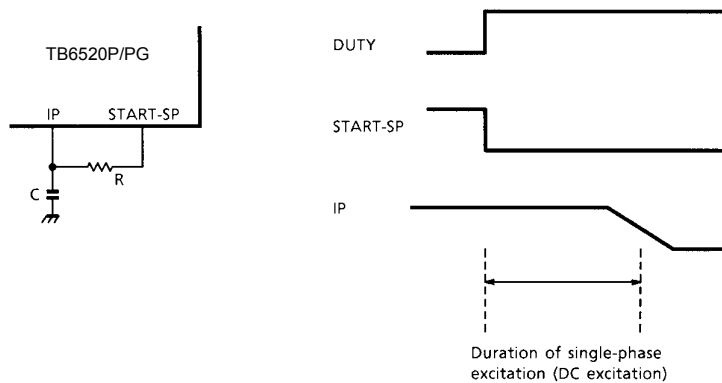 TB6520P/PG
IP START-SP
R
C
DUTY
START-SP
IP
Duration of single-phase
excitation (DC excitation)